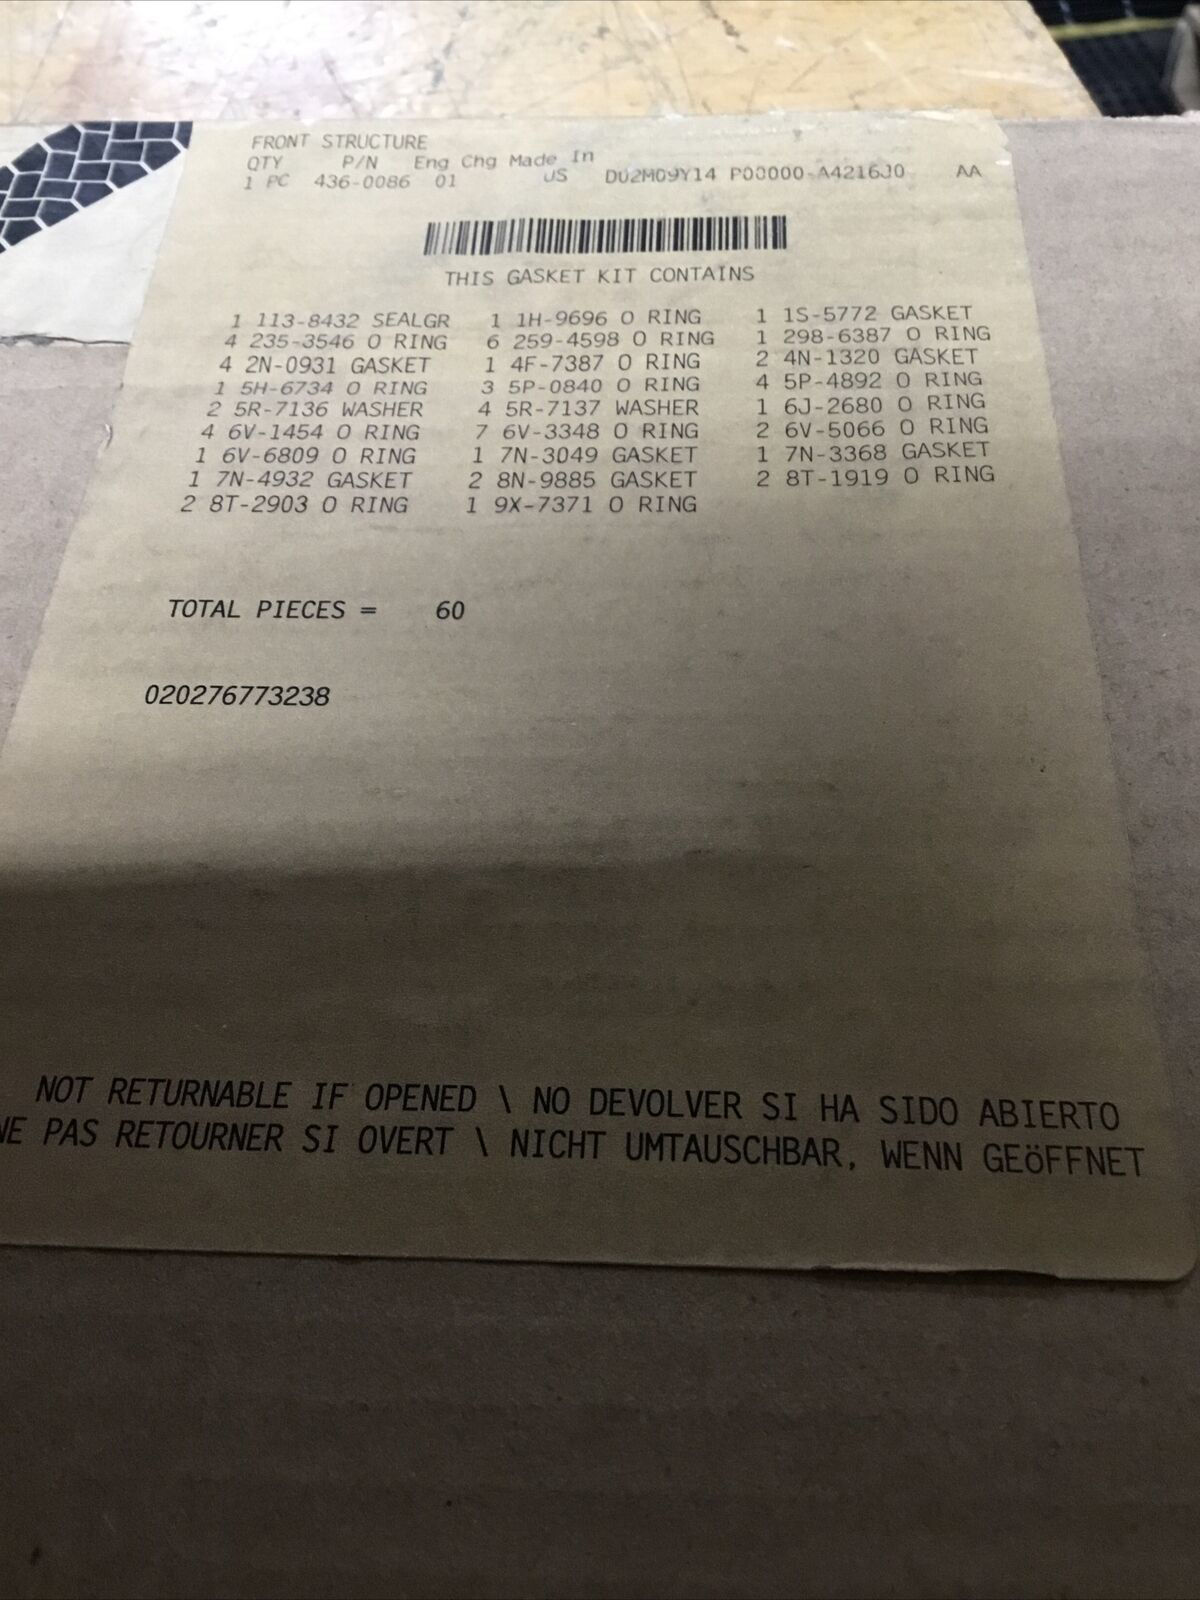 FRONT STRUCTURE
QTY P/N Eng Chg Made In
1 PC 436-0086 01 US DU2M09Y14 P00000-A4216J0 AA
THIS GASKET KIT CONTAINS
1 113-8432 SEALGR 1 1H-9696 O RING 1 1S-5772 GASKET
4 235-3546 O RING 6 259-4598 O RING 1 298-6387 O RING
4 2N-0931 GASKET 1 4F-7387 O RING 2 4N-1320 GASKET
1 5H-6734 O RING 3 5P-0840 O RING 4 5P-4892 O RING
2 5R-7136 WASHER 4 5R-7137 WASHER 1 6J-2680 O RING
4 6V-1454 O RING 7 6V-3348 O RING 2 6V-5066 O RING
1 6V-6809 O RING 1 7N-3049 GASKET 1 7N-3368 GASKET
1 7N-4932 GASKET 2 8N-9885 GASKET 2 8T-1919 O RING
2 8T-2903 O RING 1 9X-7371 O RING
TOTAL PIECES = 60
020276773238
NOT RETURNABLE IF OPENED \ NO DEVOLVER SI HA SIDO ABIERTO
NE PAS RETOURNER SI OVERT \ NICHT UMTAUSCHBAR, WENN GEöFFNET